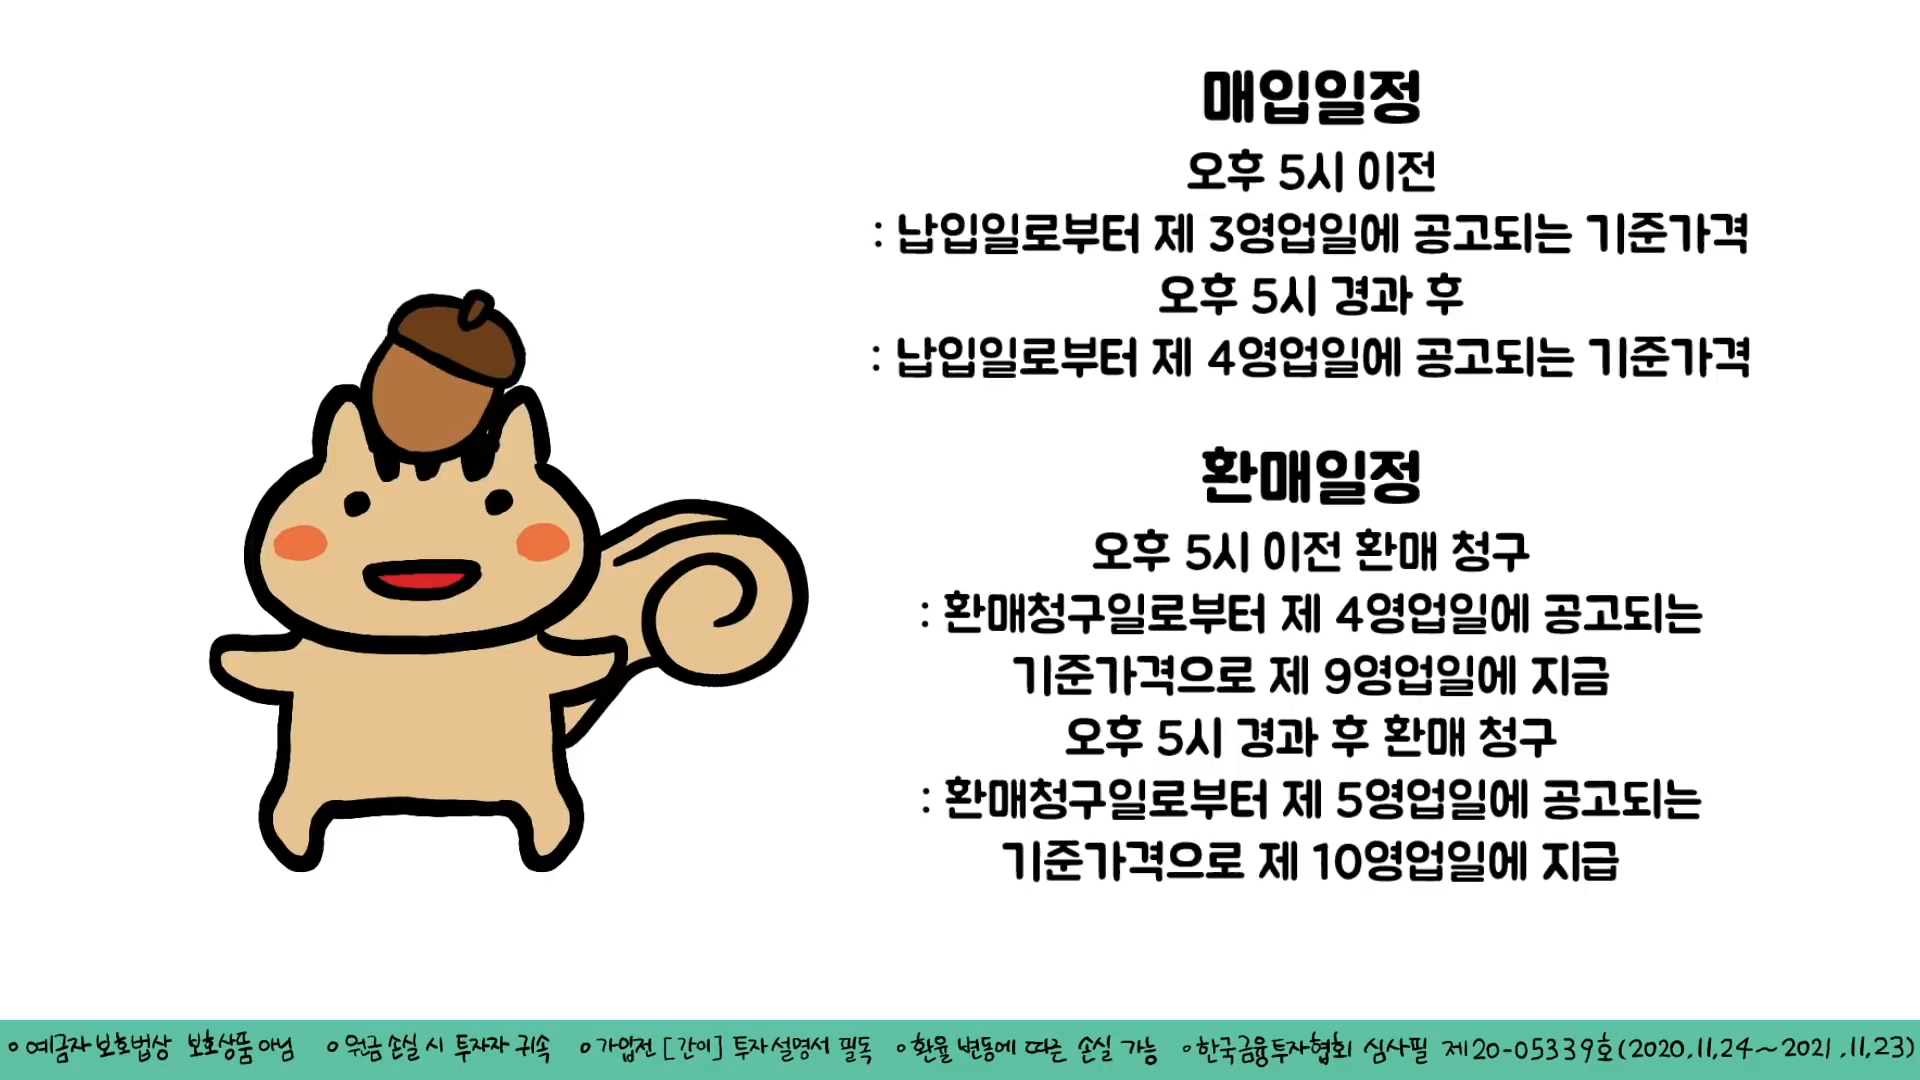 매입일정
오후 5시 이전
: 납입일로부터 제 3영업일에 공고되는 기준가격
오후 5시 경과 후
: 납입일로부터 제 4영업일에 공고되는 기준가격
환매일정
오후 5시 이전 환매 청구
: 환매청구일로부터 제 4영업일에 공고되는
기준가격으로 제 9영업일에 지금
오후 5시 경과 후 환매 청구
: 환매청구일로부터 제 5영업일에 공고되는
기준가격으로 제 10영업일에 지급
◦예금자보호법상 보호상품아님 ◦원금손실시 투자자 귀속 ◦가입전 [간이] 투자설명서 필독 ◦환율변동에 따른 손실 가능 ◦한국금융투자협회 심사필 제20-05339호(2020.11.24~2021.11.23)